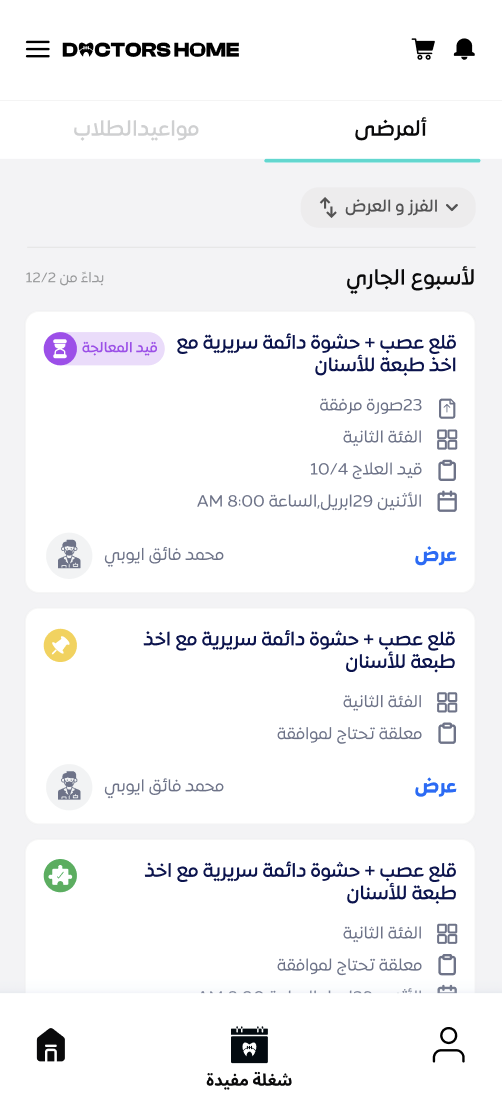 DOCTORS HOME
ألمرضى
مواعيدالطلاب
الفرز و العرض
لأسبوع الجاري
بداءً من 12/2
قلع عصب + حشوة دائمة سريرية مع
اخذ طبعة للأسنان
قيد المعالجة
23صورة مرفقة
الفئة الثانية
قيد العلاج 10/4
الأثنين 29ابريل,الساعة 8:00 AM
محمد فائق ايوبي
عرض
قلع عصب + حشوة دائمة سريرية مع اخذ
طبعة للأسنان
الفئة الثانية
معلقة تحتاج لموافقة
محمد فائق ايوبي
عرض
قلع عصب + حشوة دائمة سريرية مع اخذ
طبعة للأسنان
الفئة الثانية
معلقة تحتاج لموافقة
شغلة مفيدة